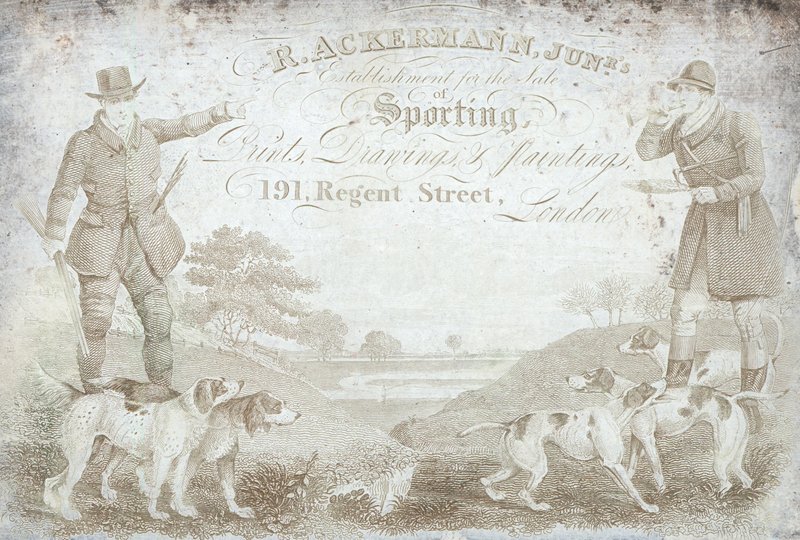 R. ACKERMANN, JUNR'S
Establishment for the Sale
of
Sporting,
Prints, Drawings, & Paintings,
191, Regent Street,
London